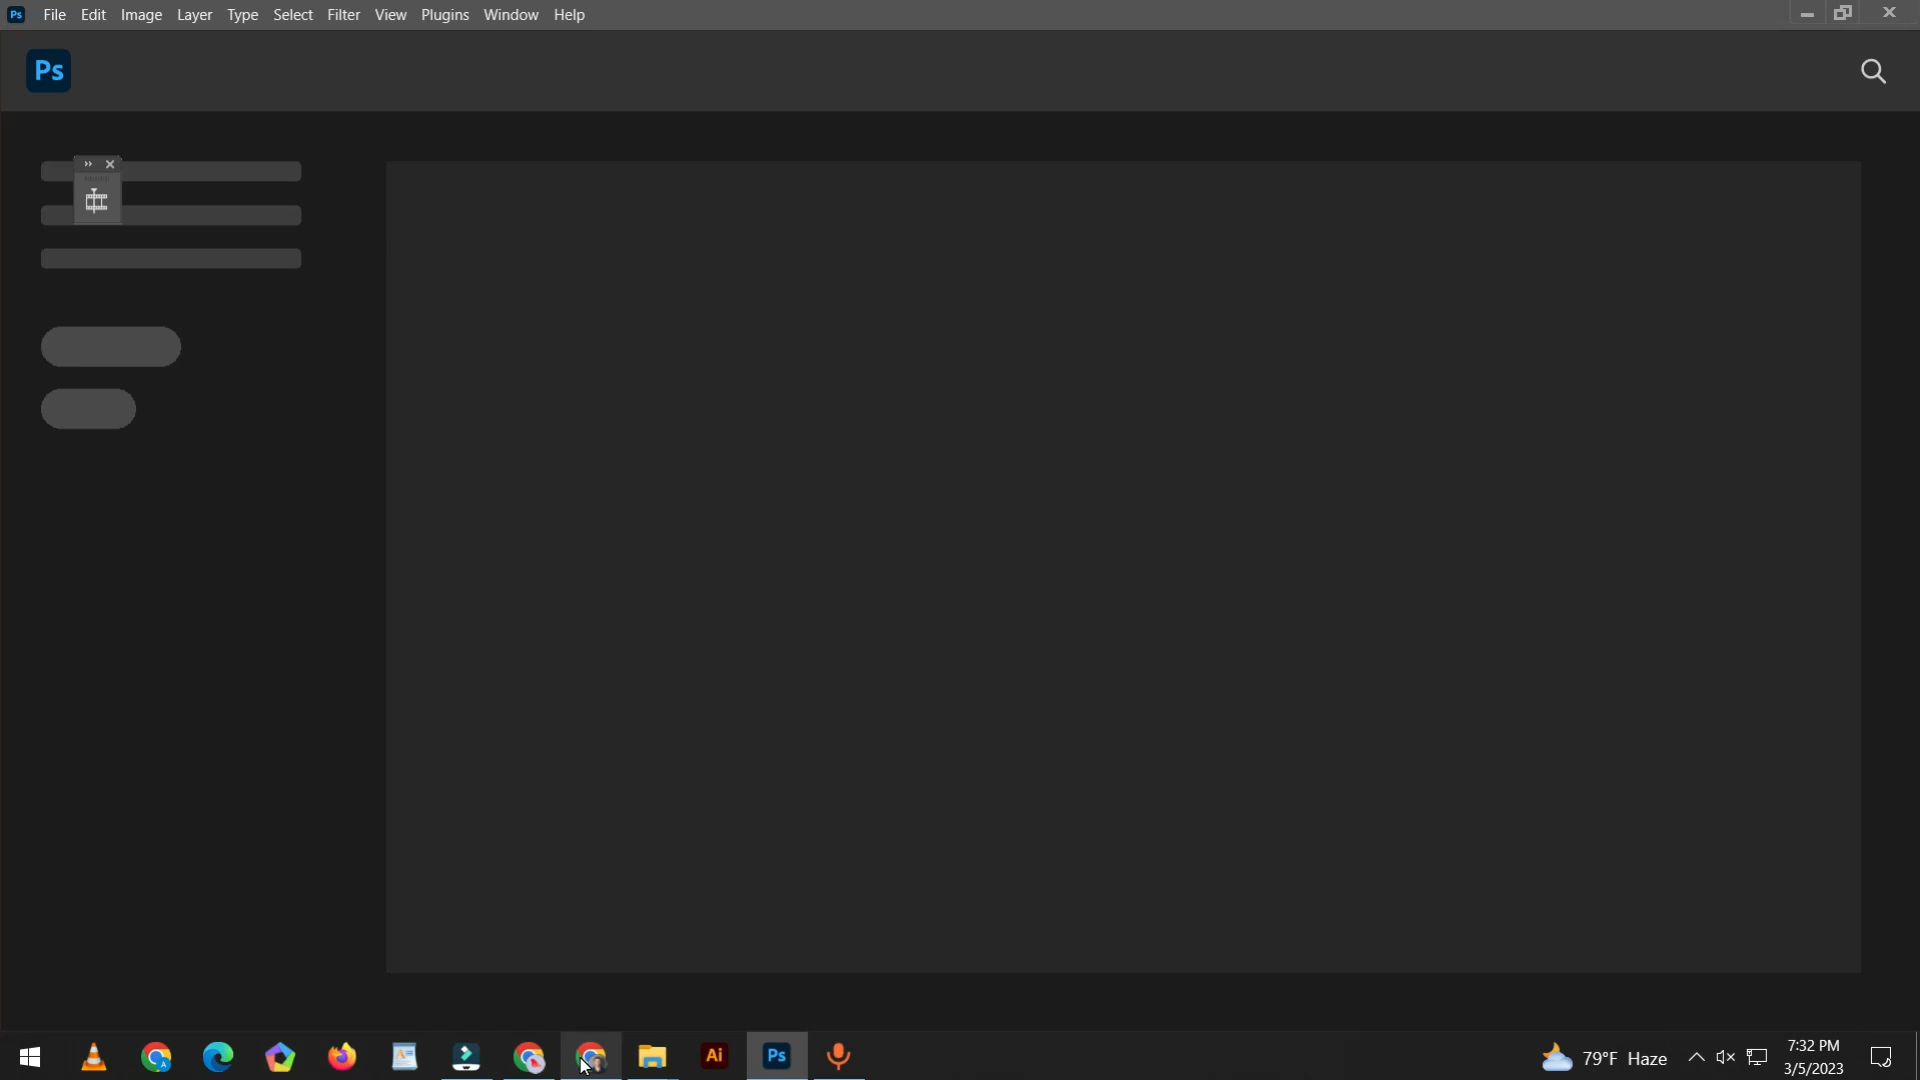 Ps File Edit Image Layer Type Select Filter View Plugins Window Help
Ps
A
Ai Ps
79°F Haze
7:32 PM
3/5/2023